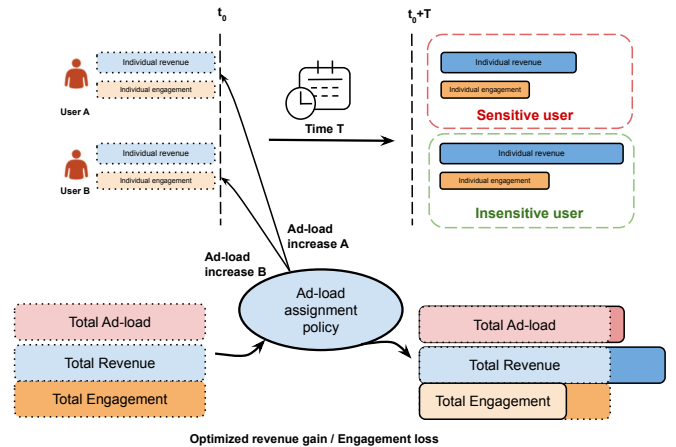 t0
t0+T
Individual revenue
Individual engagement
User A
Individual revenue
Individual engagement
User B
Time T
Individual revenue
Individual engagement
Sensitive user
Individual revenue
Individual engagement
Insensitive user
Ad-load
increase A
Ad-load
increase B
Ad-load
assignment
policy
Total Ad-load
Total Revenue
Total Engagement
Total Ad-load
Total Revenue
Total Engagement
Optimized revenue gain / Engagement loss